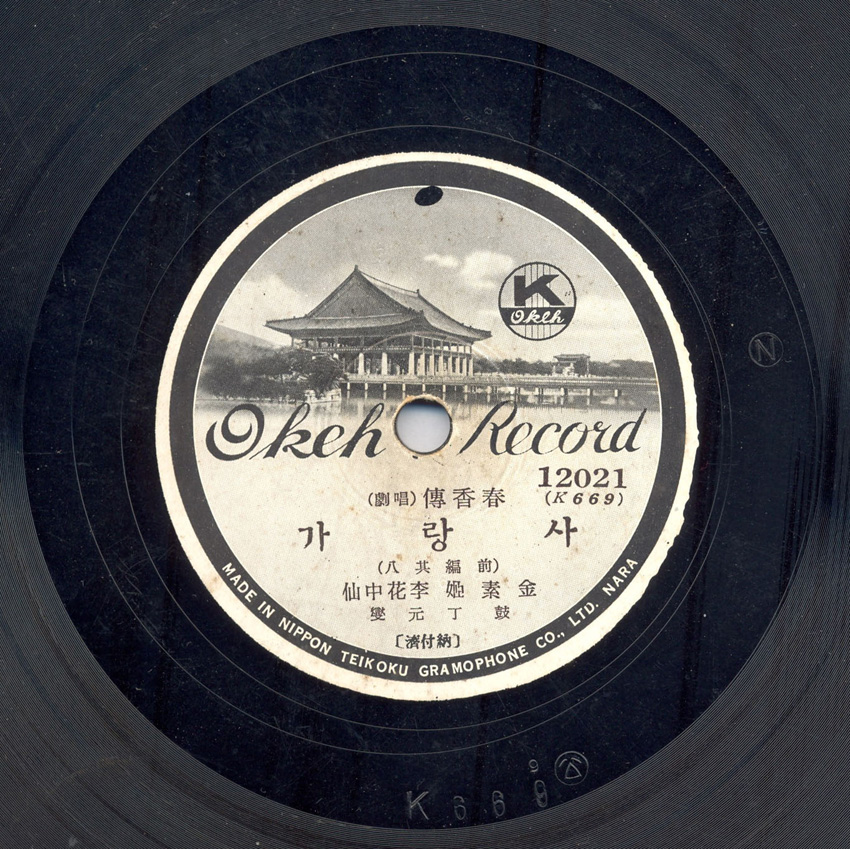 K
Okeh
Okeh Record
12021
(K669)
春香傳(唱劇)
사랑가
(前編其八)
金素姬 李花中仙
鼓 丁元燮
[納付濟]
MADE IN NIPPON TEIKOKU GRAMOPHONE CO., LTD. NARA
N
9
K 669